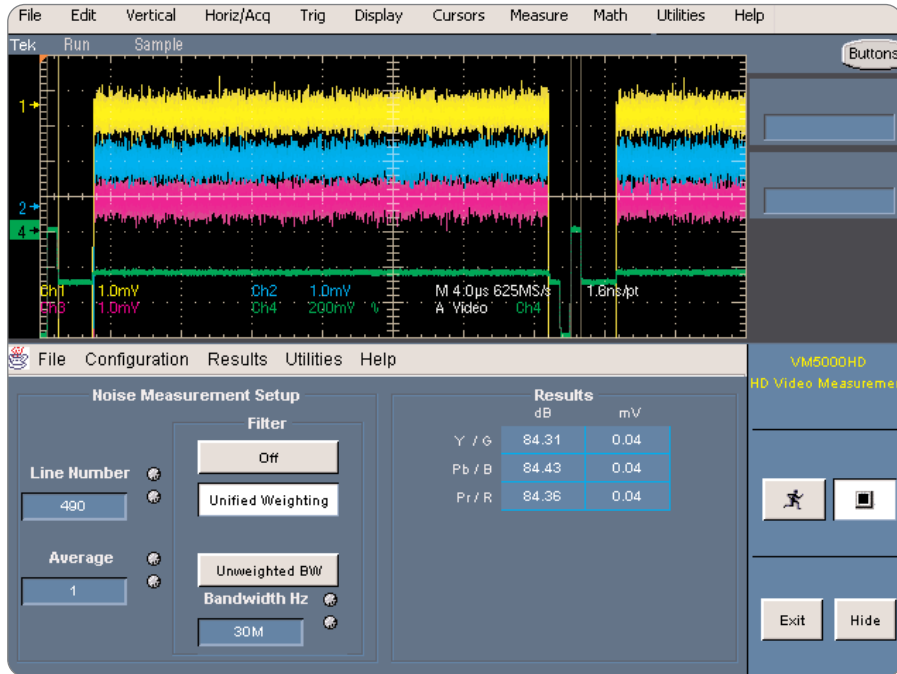 File Edit Vertical Horiz/Acq Trig Display Cursors Measure Math Utilities Help
Tek Run Sample
Buttons
1
2
4
Ch1 1.0mV Ch2 1.0mV M 4.0µs 625MS/s 1.6ns/pt
Ch3 1.0mV Ch4 200mV % A Video Ch4
File Configuration Results Utilities Help
VM5000HD
HD Video Measureme
Noise Measurement Setup
Filter
Off
Unified Weighting
Line Number
490
Average
1
Unweighted BW
Bandwidth Hz
30M
Results
dB mV
Y / G 84.31 0.04
Pb / B 84.43 0.04
Pr / R 84.36 0.04
Exit Hide